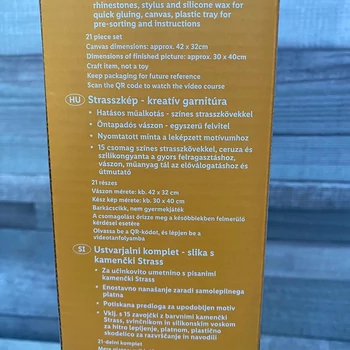 rhinestones, stylus and silicone wax for
quick gluing, canvas, plastic tray for
pre-sorting and instructions
21 piece set
Canvas dimensions: approx. 42 x 32cm
Dimensions of finished picture: approx. 30 x 40cm
Craft item, not a toy
Keep packaging for future reference
Scan the QR code to watch the video course
HU Strasszkép - kreatív garnitúra
• Hatásos műalkotás - színes strasszkövekkel
• Öntapadós vászon - egyszerű felvitel
• Nyomtatott minta a leképzett motívumhoz
• 15 csomag színes strasszkövekkel, ceruza és
szilikongyanta a gyors felragasztáshoz,
vászon, műanyag tál az előválogatáshoz és
útmutató
21 részes
Vászon mérete: kb. 42 x 32 cm
Kész kép mérete: kb. 30 x 40 cm
Barkácscikk, nem gyermekjáték
A csomagolást őrizze meg a későbbiekben felmerülő
kérdései esetére
Olvassa be a QR-kódot, és lépjen be a
videotanfolyamba
SI Ustvarjalni komplet - slika s
kamenčki Strass
• Za učinkovito umetnino s pisanimi
kamenčki Strass
• Enostavno nanašanje zaradi samolepilnega
platna
• Potiskana predloga za upodobljen motiv
• Vklj. s 15 zavojčki z barvnimi kamenčki
Strass, svinčnikom in silikonskim voskom
za hitro lepljenje, platnom, plastično
skodelico za razvrščanje in navodili
21-delni komplet